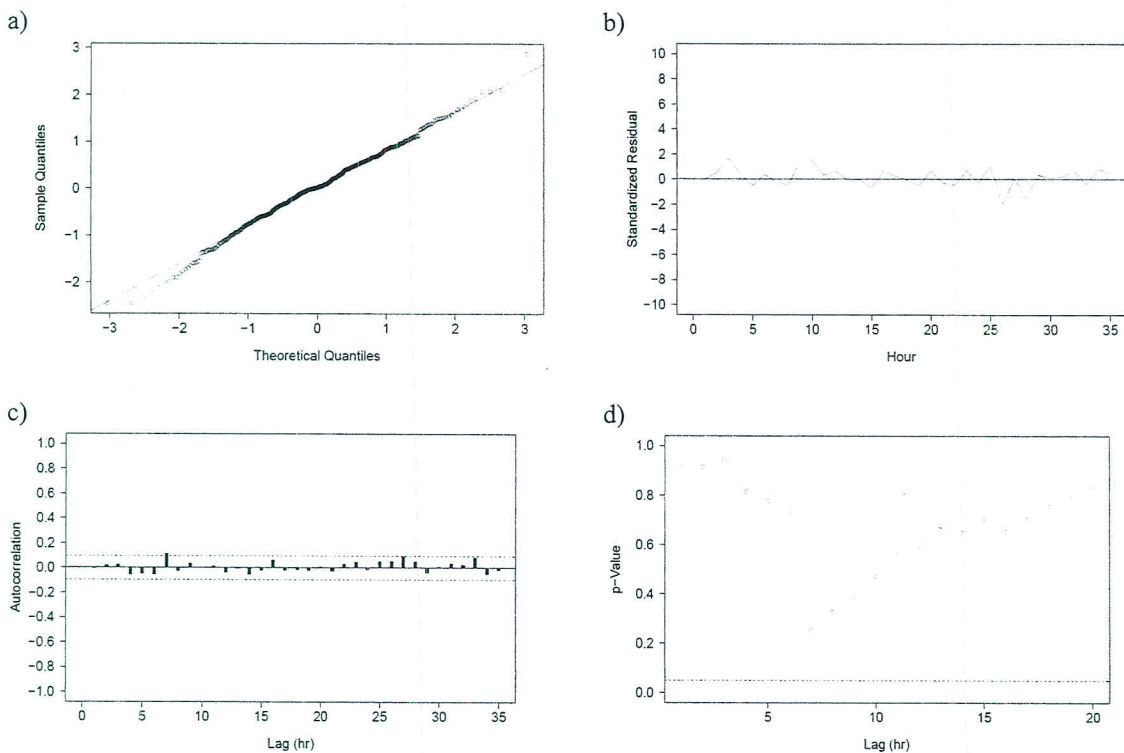 a)
3
2
1
0
−1
−2
Sample Quantiles
−3 −2 −1 0 1 2 3
Theoretical Quantiles
b)
10
8
6
4
2
0
−2
−4
−6
−8
−10
Standardized Residual
0 5 10 15 20 25 30 35
Hour
c)
1.0
0.8
0.6
0.4
0.2
0.0
−0.2
−0.4
−0.6
−0.8
−1.0
Autocorrelation
0 5 10 15 20 25 30 35
Lag (hr)
d)
1.0
0.8
0.6
0.4
0.2
0.0
p−Value
5 10 15 20
Lag (hr)